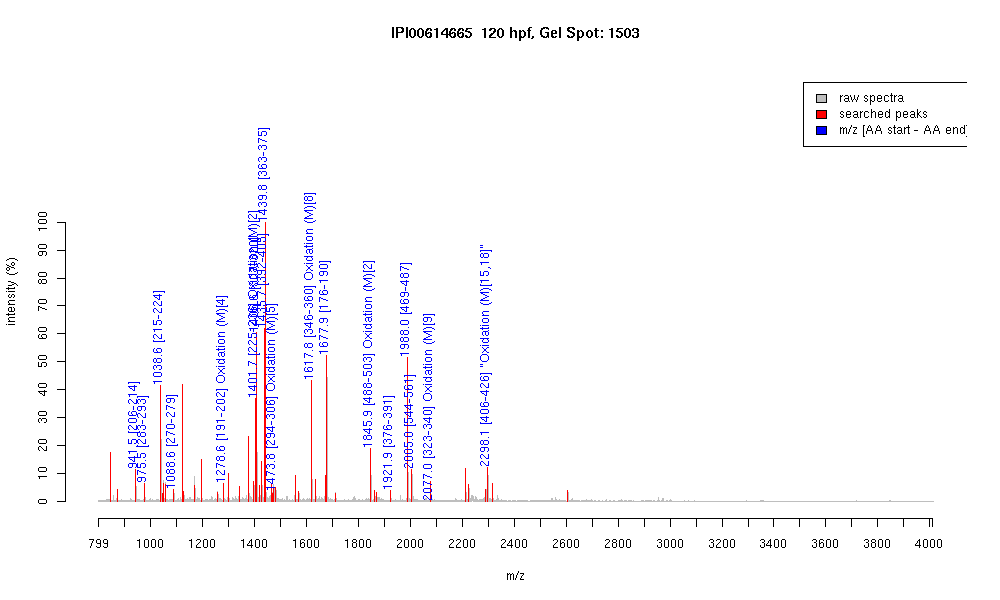 IPI00614665  120 hpf, Gel Spot: 1503
raw spectra
searched peaks
m/z [AA start - AA end]
intensity (%)
100
90
80
70
60
50
40
30
20
10
0
941.5 [206-214]
975.5 [283-293]
1038.6 [215-224]
1088.6 [270-279]
1278.6 [191-202] Oxidation (M)[4]
1401.7 [225-236] Oxidation (M)[2]
1435.7 [392-405]
1439.8 [363-375]
1473.8 [294-306] Oxidation (M)[5]
1617.8 [346-360] Oxidation (M)[8]
1677.9 [176-190]
1845.9 [488-503] Oxidation (M)[2]
1921.9 [376-391]
1988.0 [469-487]
2005.0 [544-561]
2077.0 [323-340] Oxidation (M)[9]
2298.1 [406-426] "Oxidation (M)[15,18]"
799 1000 1200 1400 1600 1800 2000 2200 2400 2600 2800 3000 3200 3400 3600 3800 4000
m/z